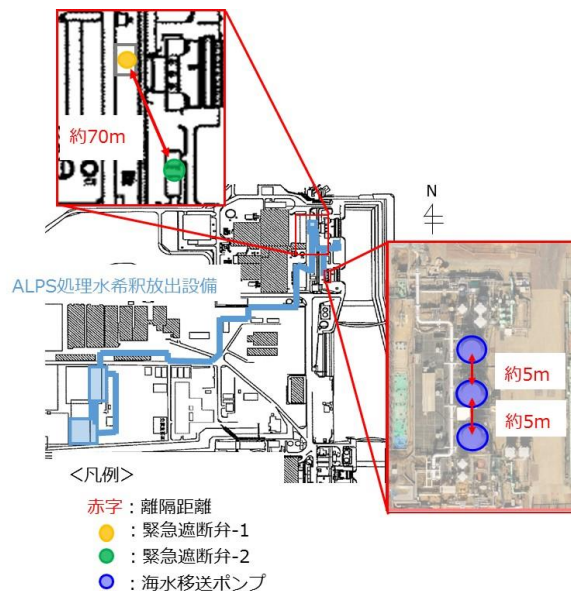 約70m
N
ALPS処理水希釈放出設備
約5m
約5m
<凡例>
赤字：離隔距離
：緊急遮断弁-1
：緊急遮断弁-2
：海水移送ポンプ